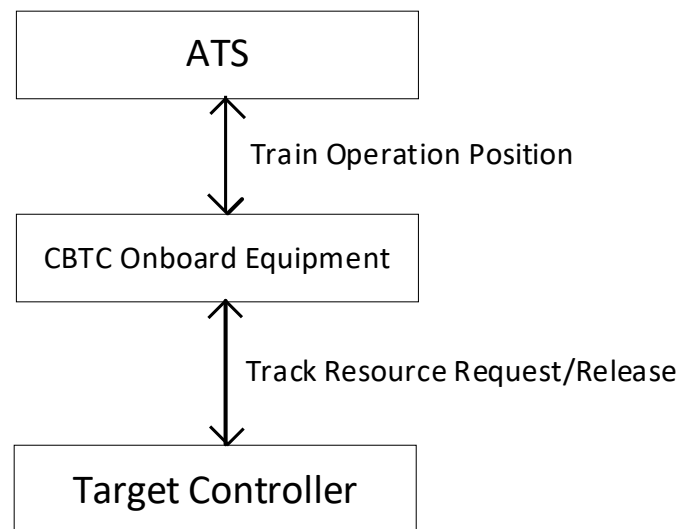 ATS
Train Operation Position
CBTC Onboard Equipment
Track Resource Request/Release
Target Controller